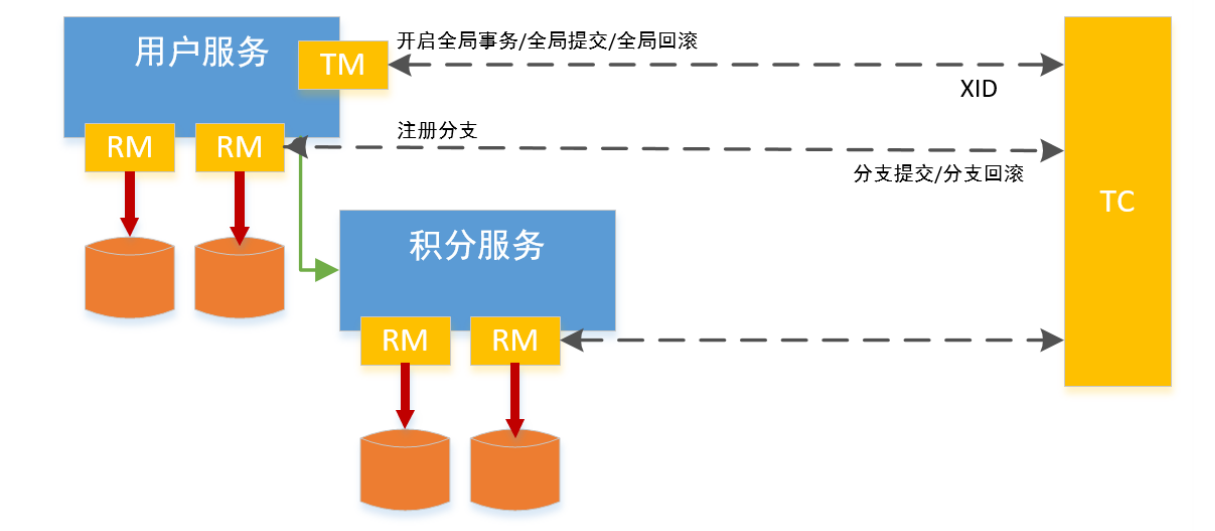 用户服务
TM
开启全局事务/全局提交/全局回滚
XID
RM
RM
注册分支
分支提交/分支回滚
TC
积分服务
RM
RM